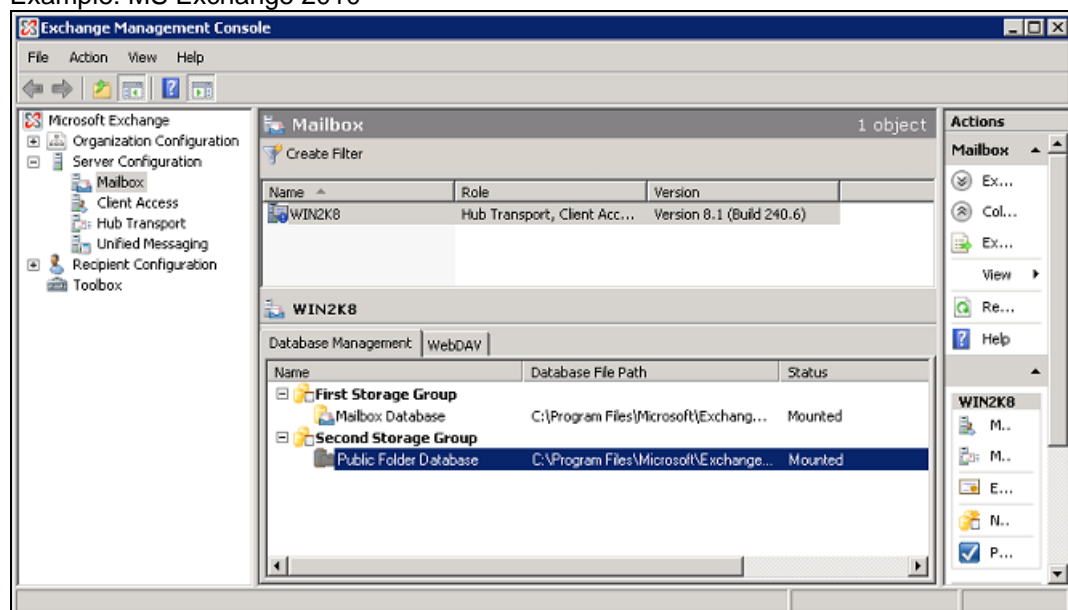 Example: MS Exchange 2010
Exchange Management Console
File Action View Help
Microsoft Exchange
Organization Configuration
Server Configuration
Mailbox
Client Access
Hub Transport
Unified Messaging
Recipient Configuration
Toolbox
Mailbox 1 object
Create Filter
Name Role Version
WIN2K8 Hub Transport, Client Acc... Version 8.1 (Build 240.6)
WIN2K8
Database Management WebDAV
Name Database File Path Status
First Storage Group
Mailbox Database C:\Program Files\Microsoft\Exchang... Mounted
Second Storage Group
Public Folder Database C:\Program Files\Microsoft\Exchange... Mounted
Actions
Mailbox
Ex...
Col...
Ex...
View
Re...
Help
WIN2K8
M..
M..
E...
N..
P...